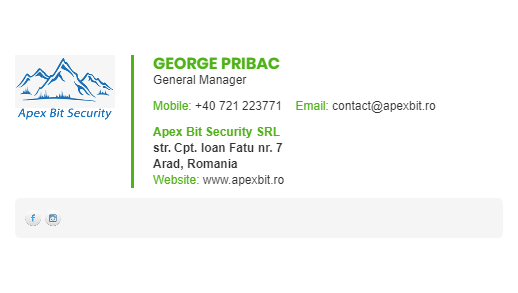 Apex Bit Security
GEORGE PRIBAC
General Manager
Mobile: +40 721 223771 Email: contact@apexbit.ro
Apex Bit Security SRL
str. Cpt. Ioan Fatu nr. 7
Arad, Romania
Website: www.apexbit.ro